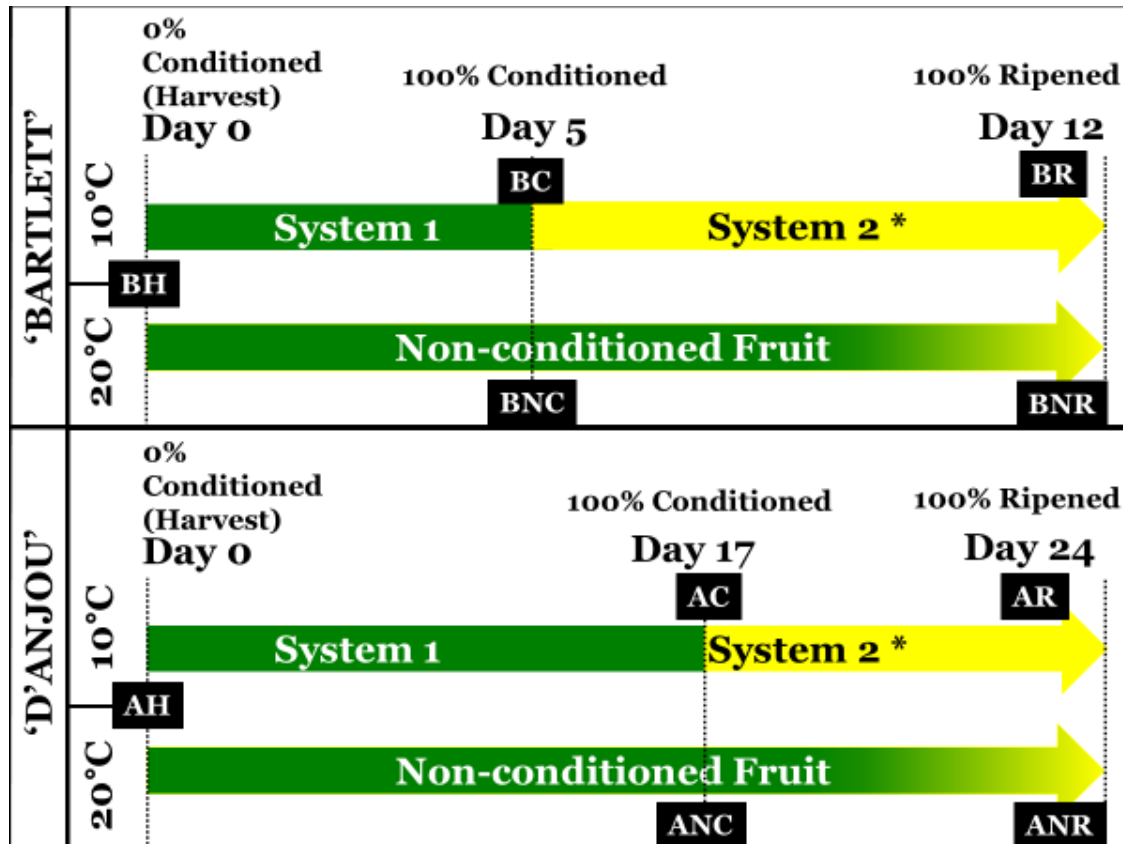 ‘BARTLETT’
10°C
20°C
0%
Conditioned
(Harvest)
Day 0
100% Conditioned
Day 5
100% Ripened
Day 12
BC
BR
System 1
System 2 *
BH
Non-conditioned Fruit
BNC
BNR
‘D’ANJOU’
10°C
20°C
0%
Conditioned
(Harvest)
Day 0
100% Conditioned
Day 17
100% Ripened
Day 24
AC
AR
System 1
System 2 *
AH
Non-conditioned Fruit
ANC
ANR